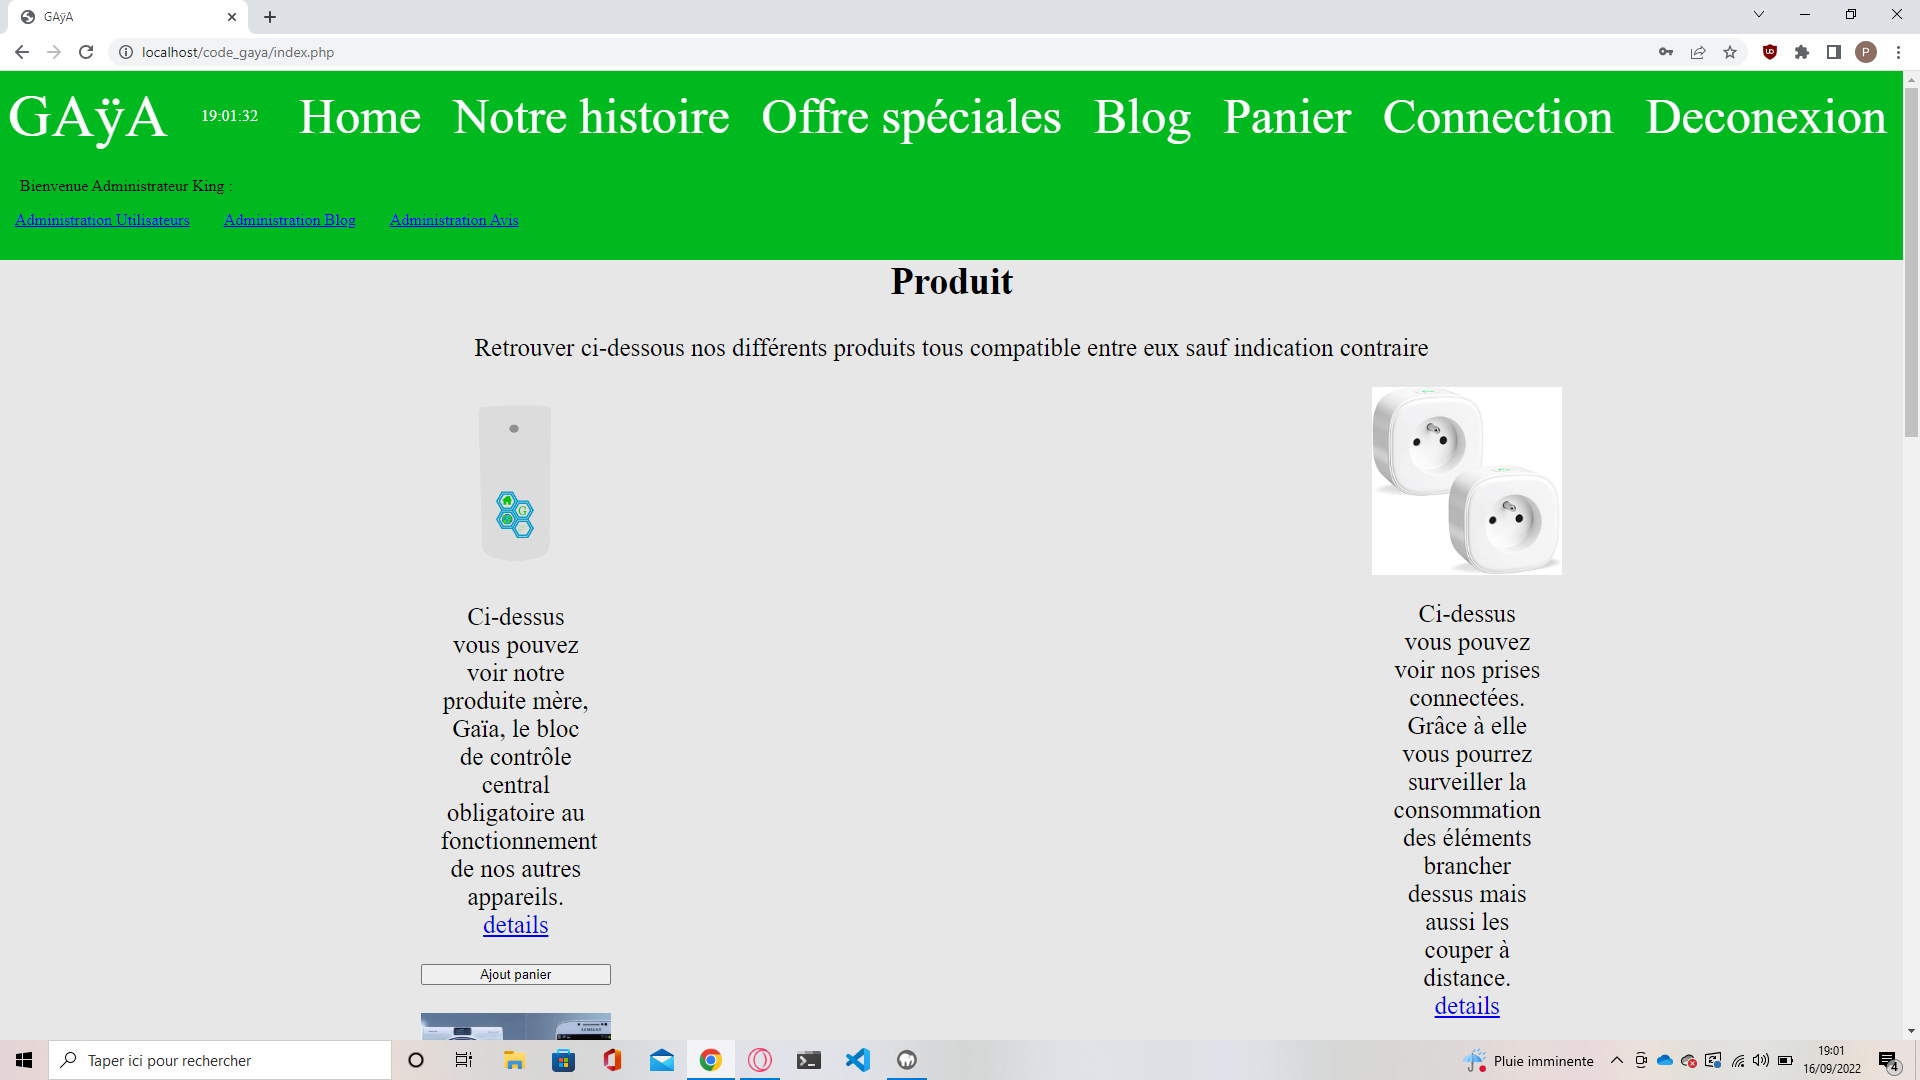 GAÿA
localhost/code_gaya/index.php
P
GAÿA 19:01:32 Home Notre histoire Offre spéciales Blog Panier Connection Deconexion
Bienvenue Administrateur King :
Administration Utilisateurs Administration Blog Administration Avis
Produit
Retrouver ci-dessous nos différents produits tous compatible entre eux sauf indication contraire
G
Ci-dessus
vous pouvez
voir notre
produite mère,
Gaïa, le bloc
de contrôle
central
obligatoire au
fonctionnement
de nos autres
appareils.
details
Ajout panier
SAMSUNG
Ci-dessus
vous pouvez
voir nos prises
connectées.
Grâce à elle
vous pourrez
surveiller la
consommation
des éléments
brancher
dessus mais
aussi les
couper à
distance.
details
Taper ici pour rechercher
Pluie imminente
19:01
16/09/2022
4